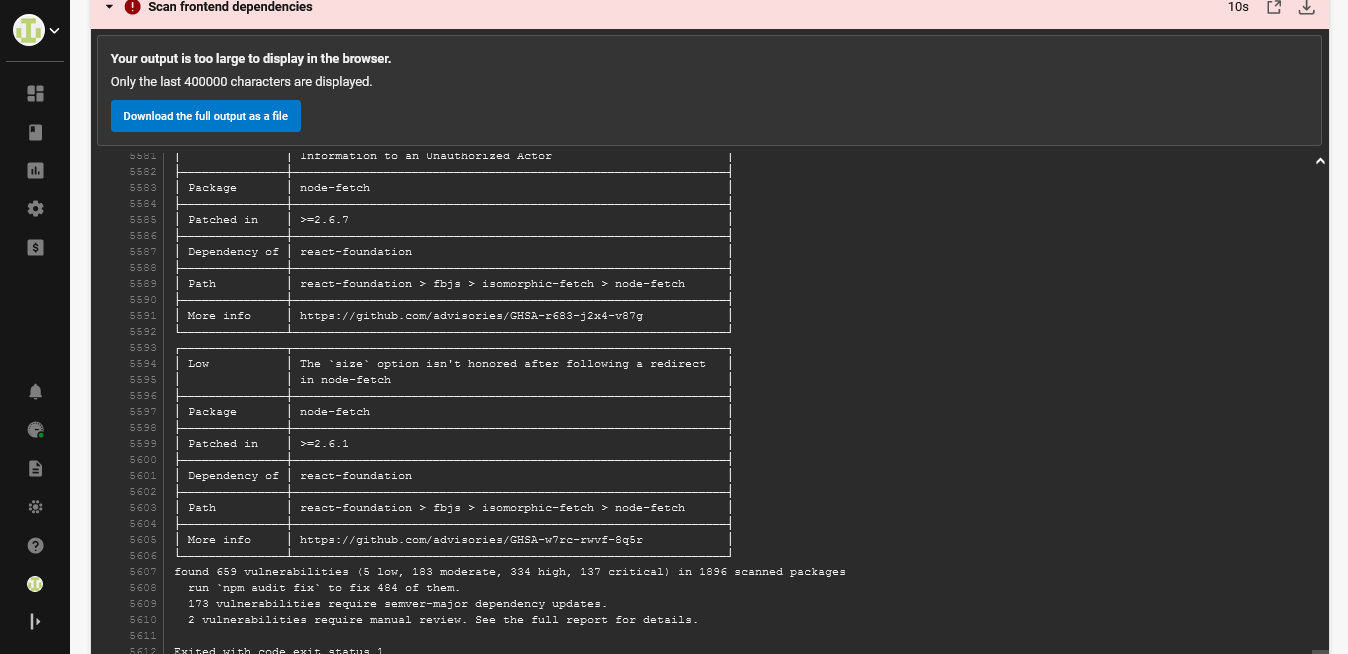 Scan frontend dependencies
10s
Your output is too large to display in the browser.
Only the last 400000 characters are displayed.
Download the full output as a file
5581 | | Information to an Unauthorized Actor |
5582
5583 | Package | node-fetch |
5584
5585 | Patched in | >=2.6.7 |
5586
5587 | Dependency of | react-foundation |
5588
5589 | Path | react-foundation > fbjs > isomorphic-fetch > node-fetch |
5590
5591 | More info | https://github.com/advisories/GHSA-r683-j2x4-v87g |
5592
5593
5594 | Low | The `size` option isn't honored after following a redirect |
5595 | | in node-fetch |
5596
5597 | Package | node-fetch |
5598
5599 | Patched in | >=2.6.1 |
5600
5601 | Dependency of | react-foundation |
5602
5603 | Path | react-foundation > fbjs > isomorphic-fetch > node-fetch |
5604
5605 | More info | https://github.com/advisories/GHSA-w7rc-rwvf-8q5r |
5606
5607 found 659 vulnerabilities (5 low, 183 moderate, 334 high, 137 critical) in 1896 scanned packages
5608 run `npm audit fix` to fix 484 of them.
5609 173 vulnerabilities require semver-major dependency updates.
5610 2 vulnerabilities require manual review. See the full report for details.
5611
5612 Exited with code exit status 1